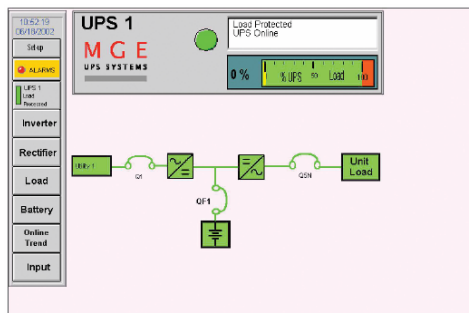 10:52:19
06/18/2002
Setup
ALARMS
UPS 1
Load
Protected
Inverter
Rectifier
Load
Battery
Online
Trend
Input
UPS 1
MGE
UPS SYSTEMS
Load Protected
UPS Online
0 %
% UPS 50 Load 100
Q1
QF1
Q5N
Unit
Load